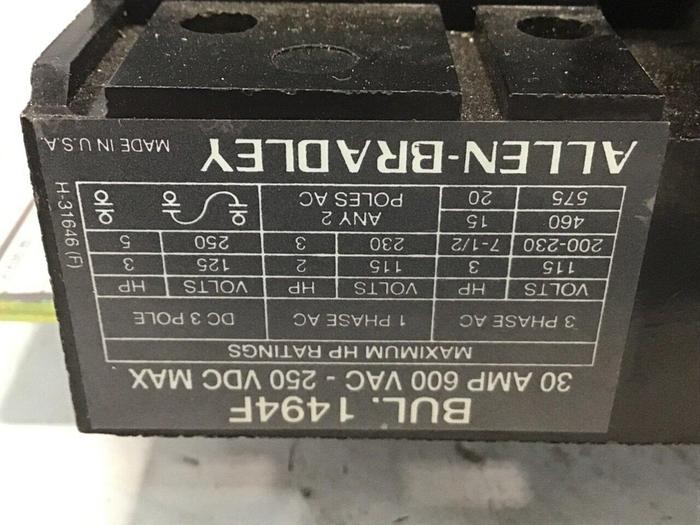 BUL. 1494F
30 AMP 600 VAC - 250 VDC MAX
MAXIMUM HP RATINGS
3 PHASE AC 1 PHASE AC DC 3 POLE
VOLTS HP VOLTS HP VOLTS HP
115 3 115 2 125 3
200-230 7-1/2 230 3 250 5
460 15 ANY 2
575 20 POLES AC
ALLEN-BRADLEY MADE IN U.S.A.
H-31646 (F)